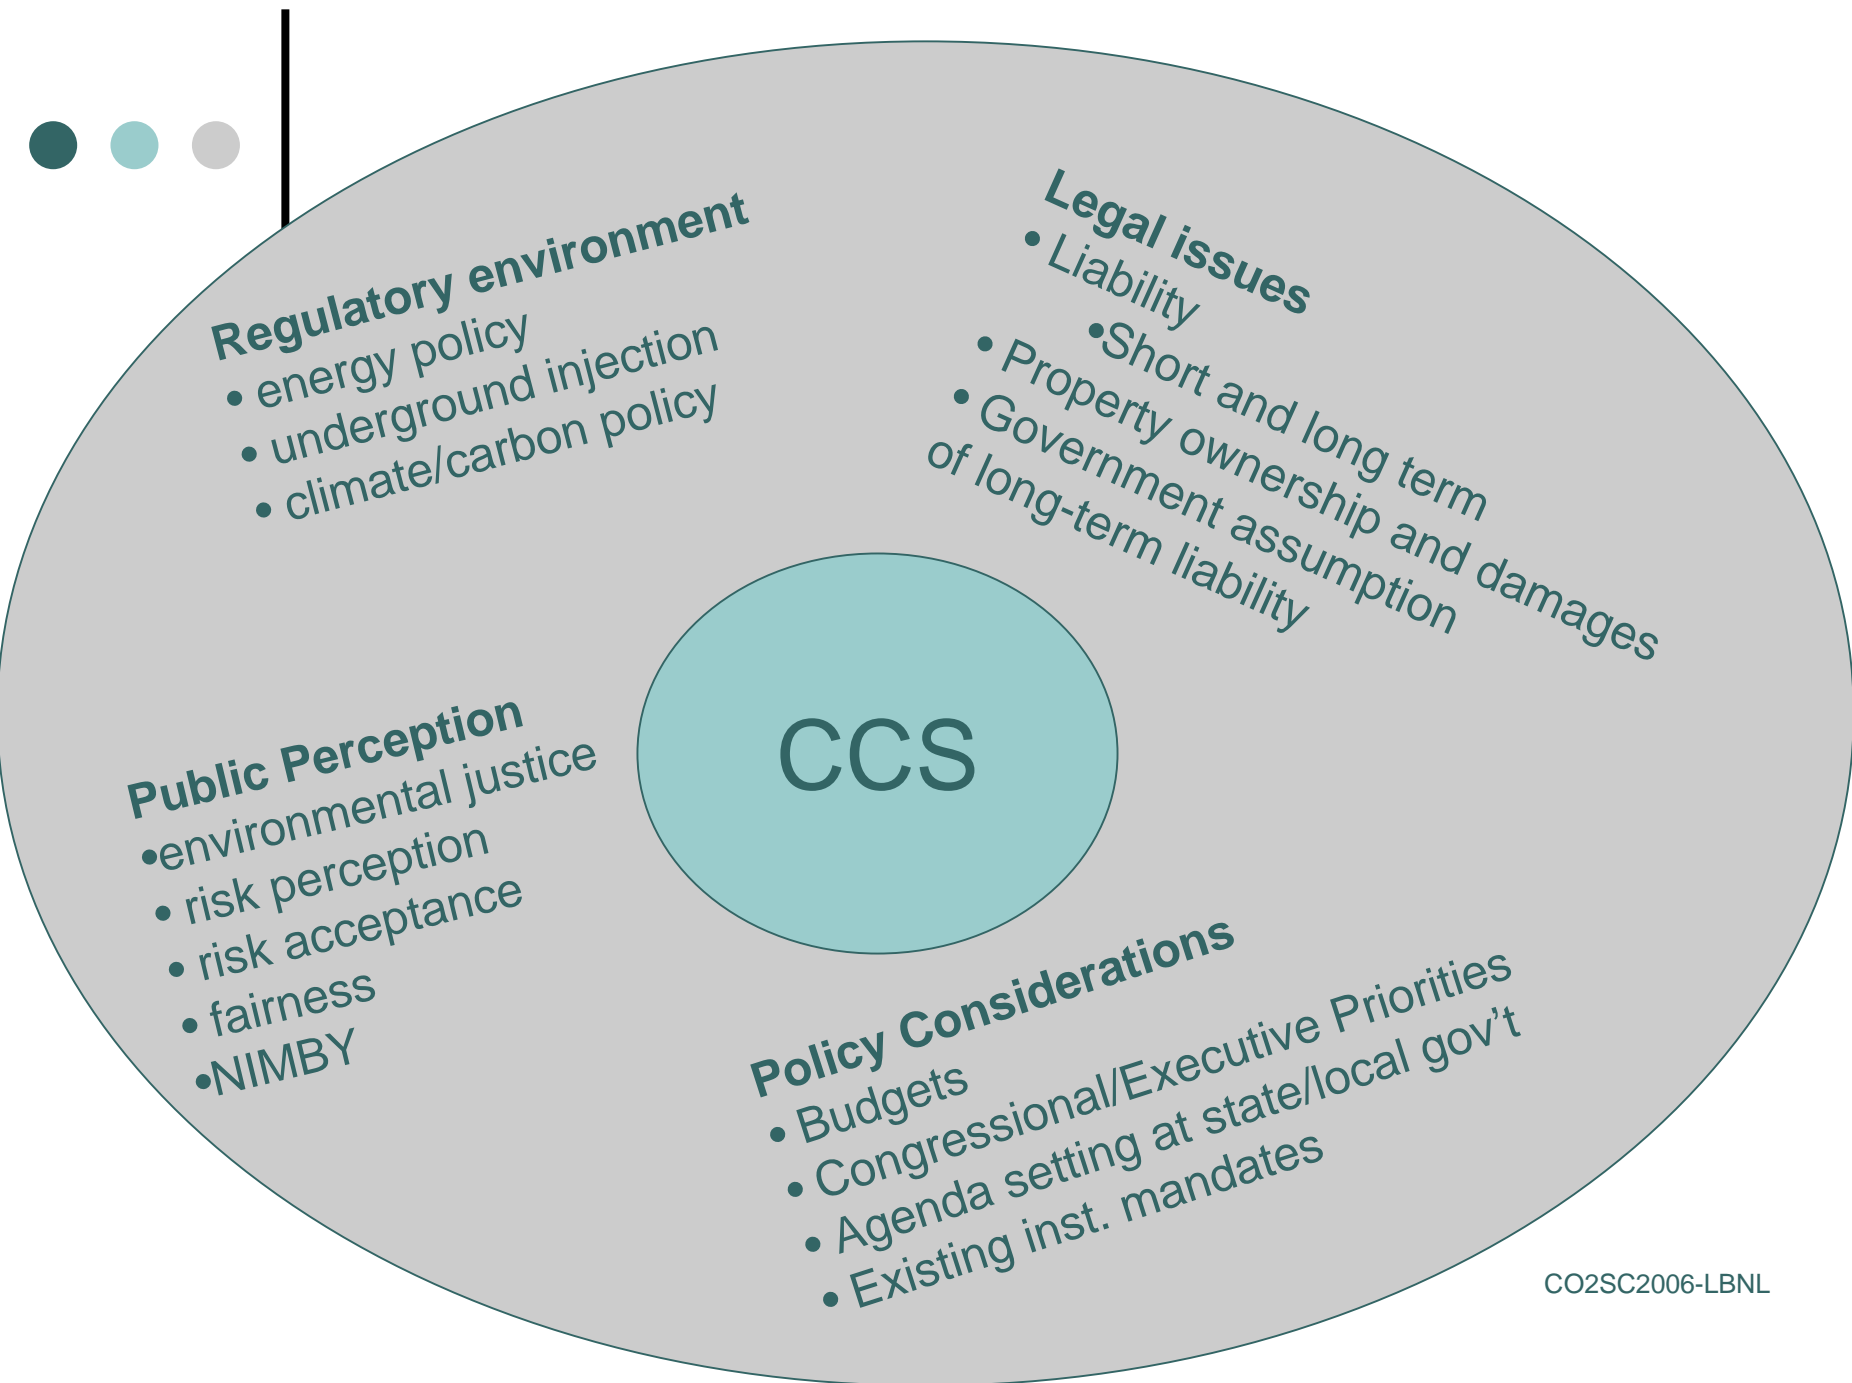 Regulatory environment
• energy policy
• underground injection
• climate/carbon policy
Legal issues
• Liability
•Short and long term
• Property ownership and damages
• Government assumption
of long-term liability
CCS
Public Perception
•environmental justice
• risk perception
• risk acceptance
• fairness
•NIMBY
Policy Considerations
• Budgets
• Congressional/Executive Priorities
• Agenda setting at state/local gov’t
• Existing inst. mandates
CO2SC2006-LBNL